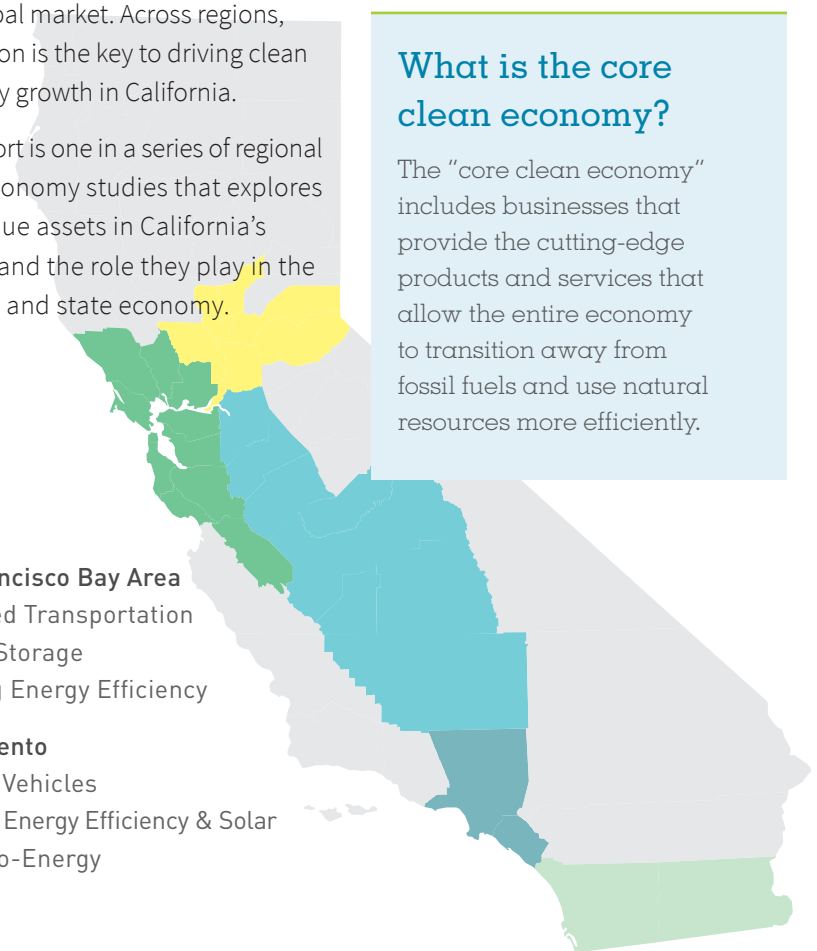 bal market. Across regions,
on is the key to driving clean
y growth in California.
ort is one in a series of regional
onomy studies that explores
ue assets in California's
and the role they play in the
and state economy.
What is the core
clean economy?
The "core clean economy"
includes businesses that
provide the cutting-edge
products and services that
allow the entire economy
to transition away from
fossil fuels and use natural
resources more efficiently.
ncisco Bay Area
ed Transportation
Storage
g Energy Efficiency
ento
Vehicles
Energy Efficiency & Solar
o-Energy